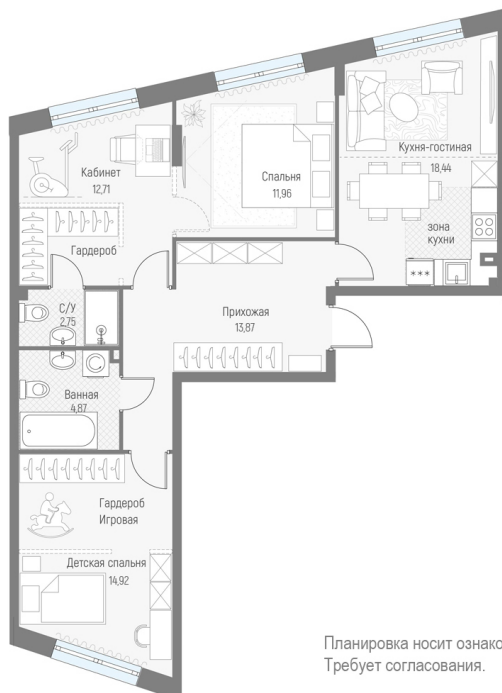 Кухня-гостиная
18,44
Кабинет
12,71
Спальня
11,96
зона
кухни
Гардероб
***
С/У
2,75
Прихожая
13,87
Ванная
4,87
Гардероб
Игровая
Детская спальня
14,92
Планировка носит ознако
Требует согласования.